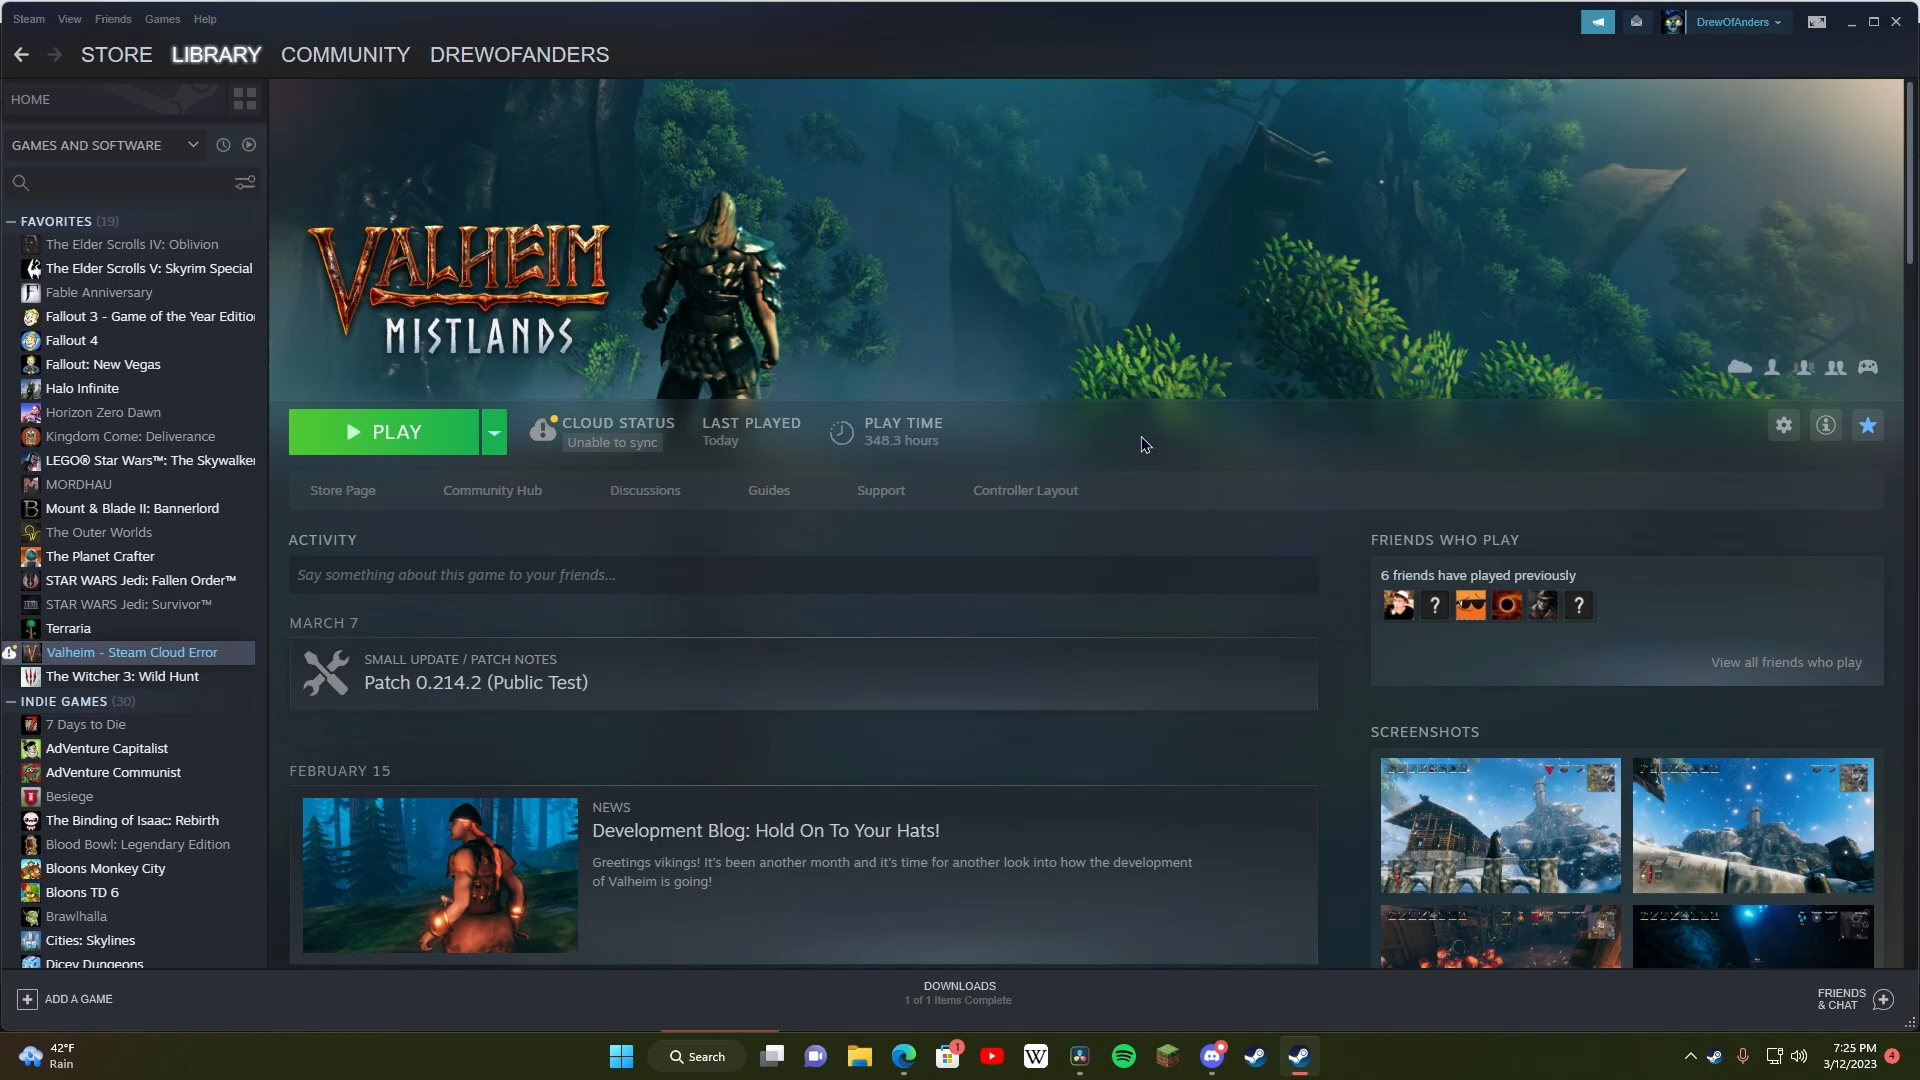 Steam View Friends Games Help
DrewOfAnders
STORE LIBRARY COMMUNITY DREWOFANDERS
HOME
GAMES AND SOFTWARE
FAVORITES (19)
The Elder Scrolls IV: Oblivion
The Elder Scrolls V: Skyrim Special
Fable Anniversary
Fallout 3 - Game of the Year Editio
Fallout 4
Fallout: New Vegas
Halo Infinite
Horizon Zero Dawn
Kingdom Come: Deliverance
LEGO® Star Wars™: The Skywalke
MORDHAU
Mount & Blade II: Bannerlord
The Outer Worlds
The Planet Crafter
STAR WARS Jedi: Fallen Order™
STAR WARS Jedi: Survivor™
Terraria
Valheim - Steam Cloud Error
The Witcher 3: Wild Hunt
INDIE GAMES (30)
7 Days to Die
AdVenture Capitalist
AdVenture Communist
Besiege
The Binding of Isaac: Rebirth
Blood Bowl: Legendary Edition
Bloons Monkey City
Bloons TD 6
Brawlhalla
Cities: Skylines
Dicey Dungeons
VALHEIM
MISTLANDS
PLAY
CLOUD STATUS
Unable to sync
LAST PLAYED
Today
PLAY TIME
348.3 hours
Store Page Community Hub Discussions Guides Support Controller Layout
ACTIVITY
Say something about this game to your friends...
MARCH 7
SMALL UPDATE / PATCH NOTES
Patch 0.214.2 (Public Test)
FEBRUARY 15
NEWS
Development Blog: Hold On To Your Hats!
Greetings vikings! It's been another month and it's time for another look into how the development
of Valheim is going!
FRIENDS WHO PLAY
6 friends have played previously
? ?
View all friends who play
SCREENSHOTS
ADD A GAME
DOWNLOADS
1 of 1 Items Complete
FRIENDS
& CHAT
42°F
Rain
Search
1
W
7:25 PM
3/12/2023
4